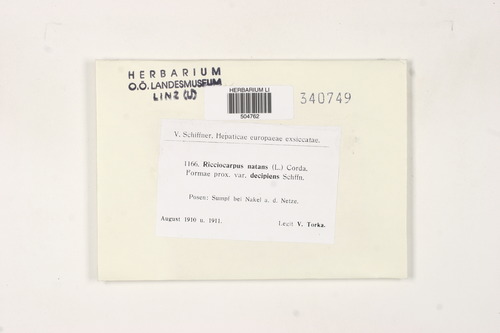 HERBARIUM
O.Ö. LANDESMUSEUM
LINZ (LI)
HERBARIUM LI
504762
340749
V. Schiffner, Hepaticae europaeae exsiccatae.
1166. Ricciocarpus natans (L.) Corda.
Formae prox. var. decipiens Schffn.
Posen: Sumpf bei Nakel a. d. Netze.
August 1910 u. 1911.
Legit V. Torka.